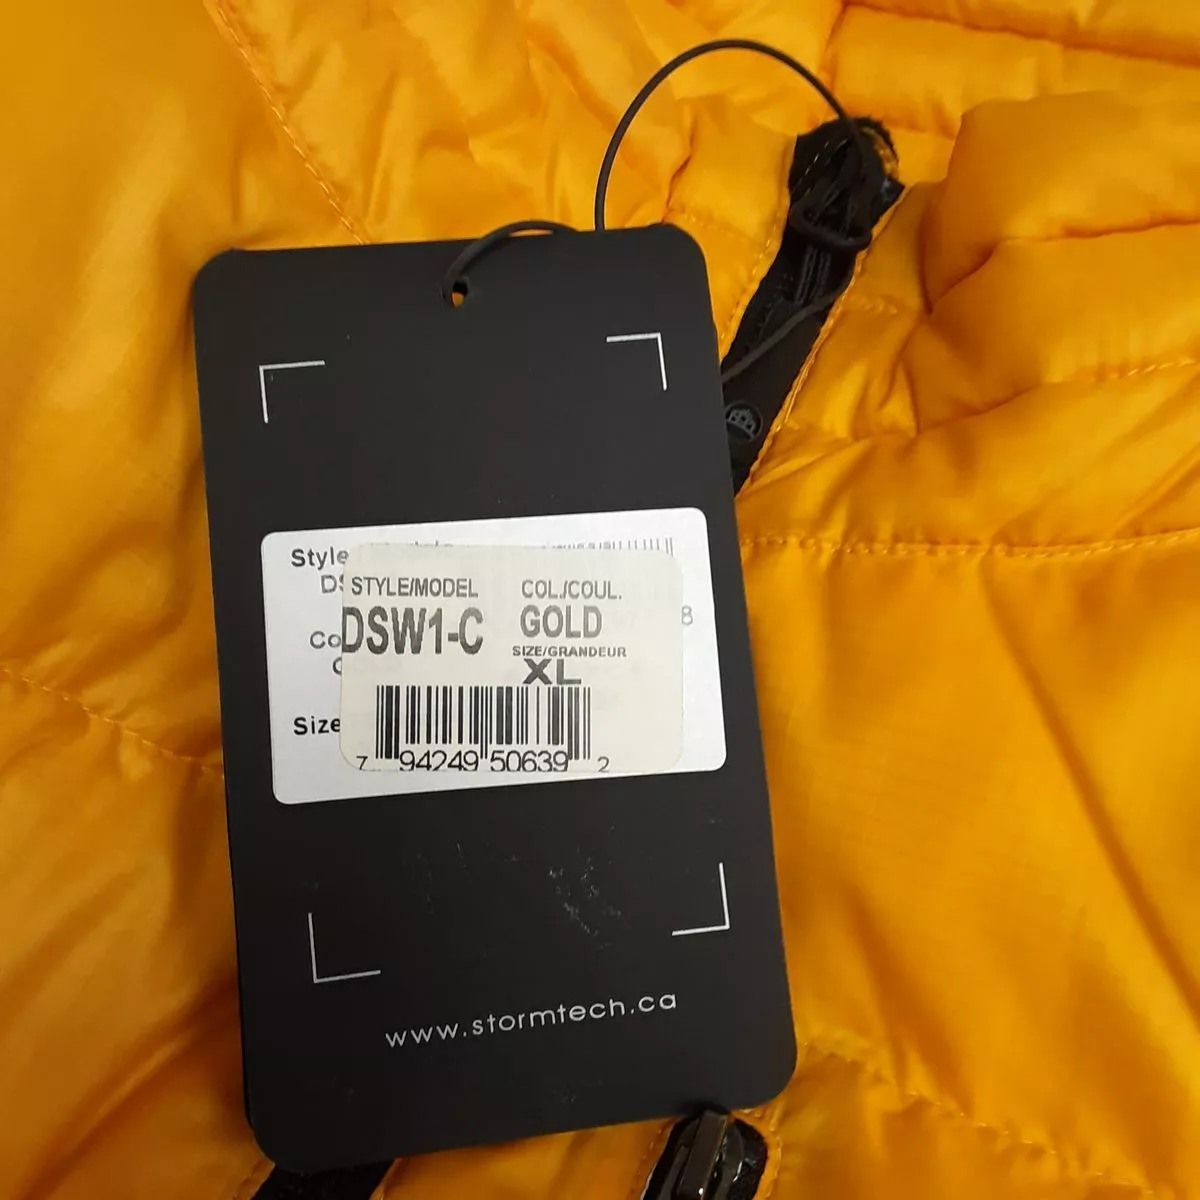 Style
STYLE/MODEL COL./COUL.
DSW1-C GOLD
SIZE/GRANDEUR
XL
Size
8
7 94249 50639 2
www.stormtech.ca